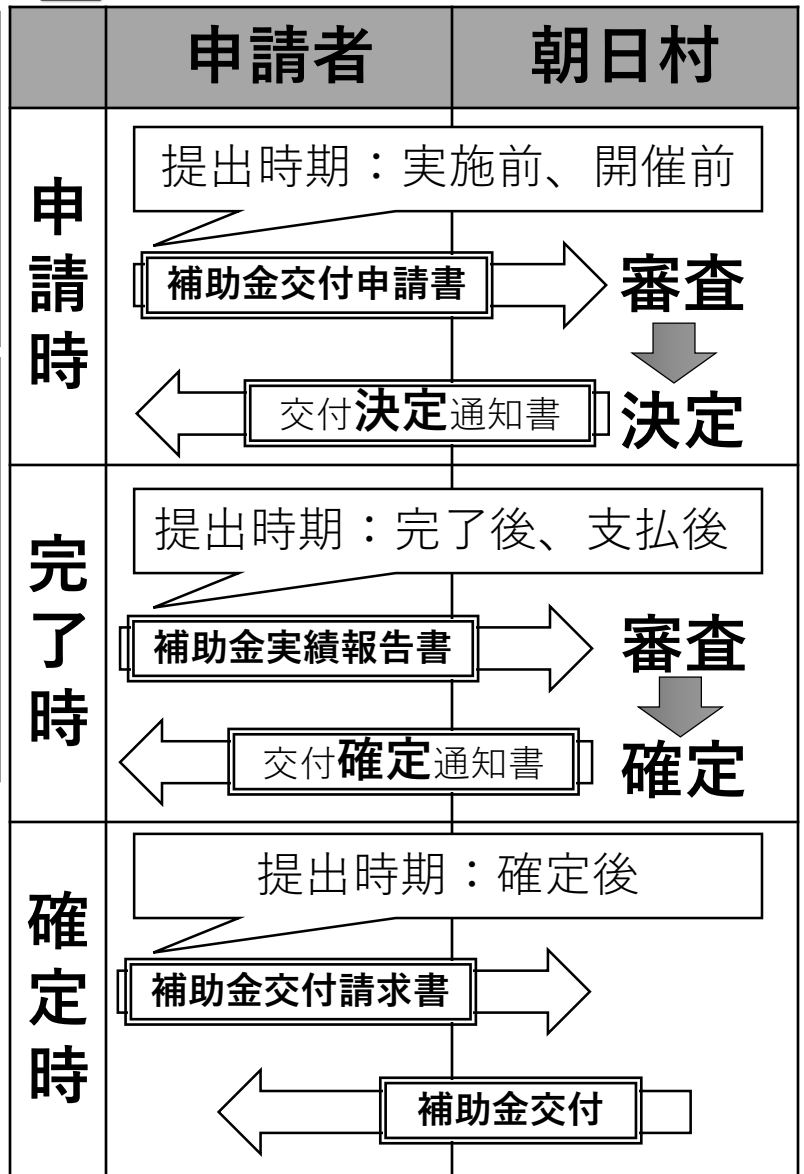 申請者 朝日村
申請時
提出時期：実施前、開催前
補助金交付申請書 審査
交付決定通知書 決定
完了時
提出時期：完了後、支払後
補助金実績報告書 審査
交付確定通知書 確定
確定時
提出時期：確定後
補助金交付請求書
補助金交付